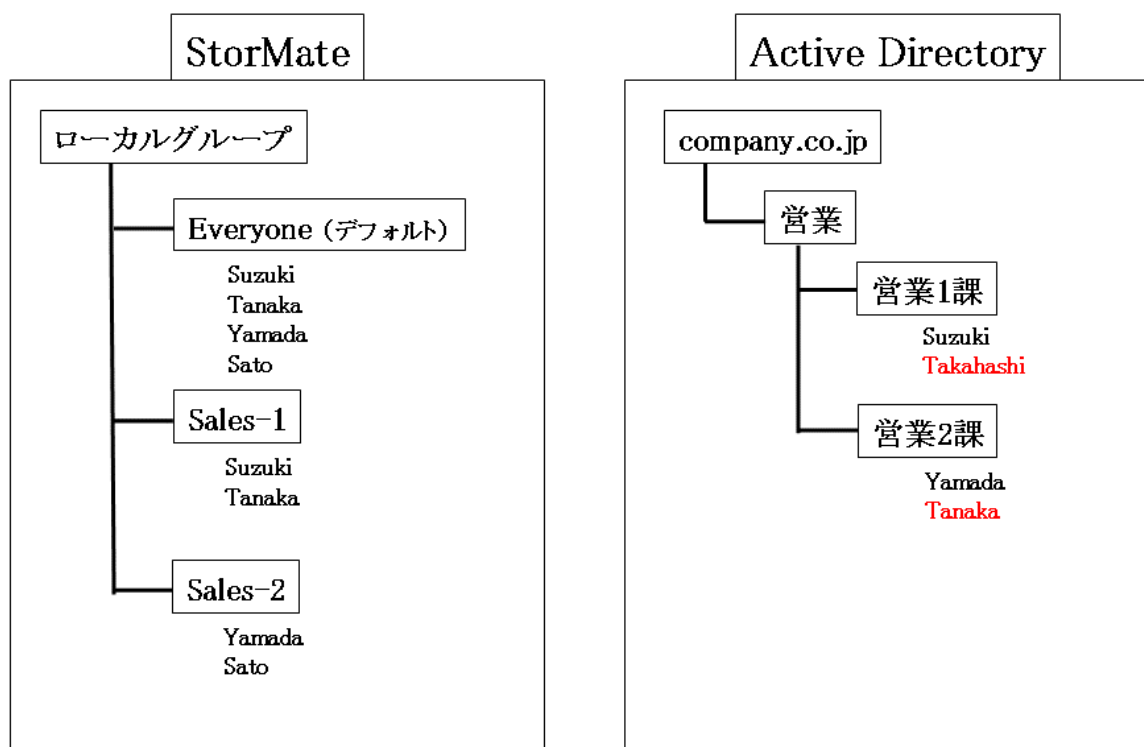 StorMate
ローカルグループ
Everyone (デフォルト)
Suzuki
Tanaka
Yamada
Sato
Sales-1
Suzuki
Tanaka
Sales-2
Yamada
Sato
Active Directory
company.co.jp
営業
営業1課
Suzuki
Takahashi
営業2課
Yamada
Tanaka